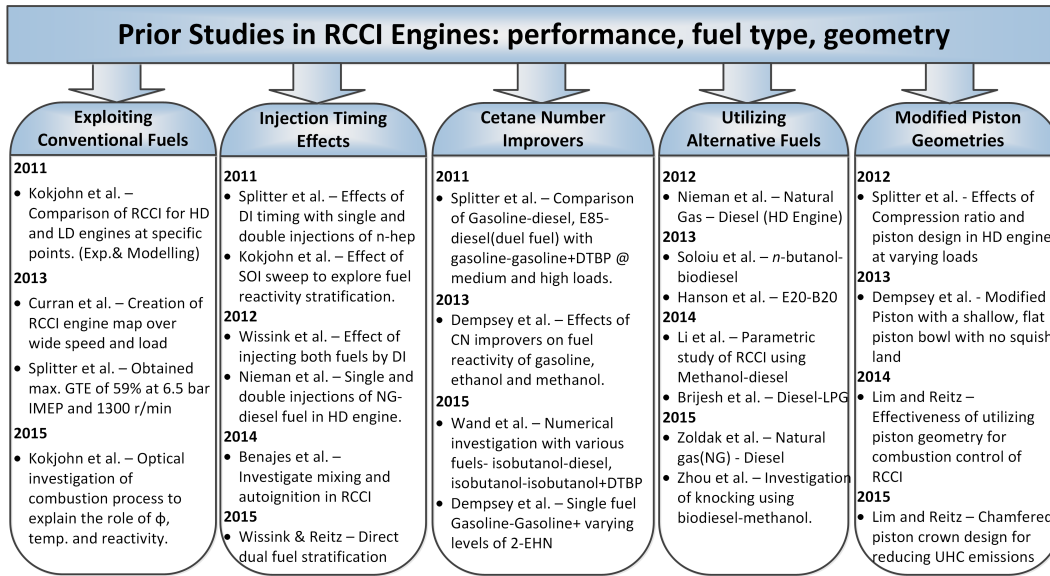 Prior Studies in RCCI Engines: performance, fuel type, geometry
Exploiting
Conventional Fuels
2011
• Kokjohn et al. –
Comparison of RCCI for HD
and LD engines at specific
points. (Exp.& Modelling)
2013
• Curran et al. – Creation of
RCCI engine map over
wide speed and load
• Splitter et al. – Obtained
max. GTE of 59% at 6.5 bar
IMEP and 1300 r/min
2015
• Kokjohn et al. – Optical
investigation of
combustion process to
explain the role of ϕ,
temp. and reactivity.
Injection Timing
Effects
2011
• Splitter et al. – Effects of
DI timing with single and
double injections of n-hep
• Kokjohn et al. – Effect of
SOI sweep to explore fuel
reactivity stratification.
2012
• Wissink et al. – Effect of
injecting both fuels by DI
• Nieman et al. – Single and
double injections of NG-
diesel fuel in HD engine.
2014
• Benajes et al. –
Investigate mixing and
autoignition in RCCI
2015
• Wissink & Reitz – Direct
dual fuel stratification
Cetane Number
Improvers
2011
• Splitter et al. – Comparison
of Gasoline-diesel, E85-
diesel(duel fuel) with
gasoline-gasoline+DTBP @
medium and high loads.
2013
• Dempsey et al. – Effects of
CN improvers on fuel
reactivity of gasoline,
ethanol and methanol.
2015
• Wand et al. – Numerical
investigation with various
fuels- isobutanol-diesel,
isobutanol-isobutanol+DTBP
• Dempsey et al. – Single fuel
Gasoline-Gasoline+ varying
levels of 2-EHN
Utilizing
Alternative Fuels
2012
• Nieman et al. – Natural
Gas – Diesel (HD Engine)
2013
• Soloiu et al. – n-butanol-
biodiesel
• Hanson et al. – E20-B20
2014
• Li et al. – Parametric
study of RCCI using
Methanol-diesel
• Brijesh et al. – Diesel-LPG
2015
• Zoldak et al. – Natural
gas(NG) - Diesel
• Zhou et al. – Investigation
of knocking using
biodiesel-methanol.
Modified Piston
Geometries
2012
• Splitter et al. - Effects of
Compression ratio and
piston design in HD engine
at varying loads
2013
• Dempsey et al. - Modified
Piston with a shallow, flat
piston bowl with no squish
land
2014
• Lim and Reitz –
Effectiveness of utilizing
piston geometry for
combustion control of
RCCI
2015
• Lim and Reitz – Chamfered
piston crown design for
reducing UHC emissions